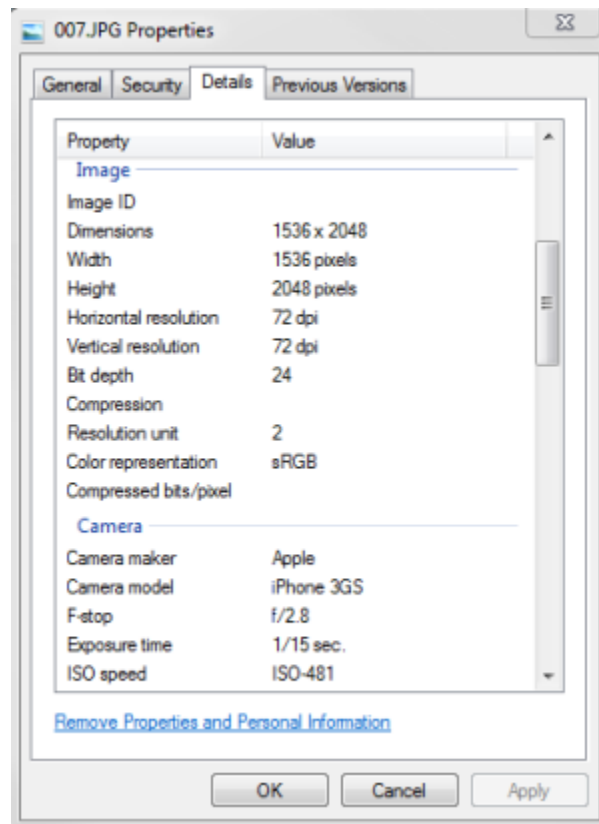 007.JPG Properties
General Security Details Previous Versions
Property Value
Image
Image ID
Dimensions 1536 x 2048
Width 1536 pixels
Height 2048 pixels
Horizontal resolution 72 dpi
Vertical resolution 72 dpi
Bit depth 24
Compression
Resolution unit 2
Color representation sRGB
Compressed bits/pixel
Camera
Camera maker Apple
Camera model iPhone 3GS
F-stop f/2.8
Exposure time 1/15 sec.
ISO speed ISO-481
Remove Properties and Personal Information
OK Cancel Apply